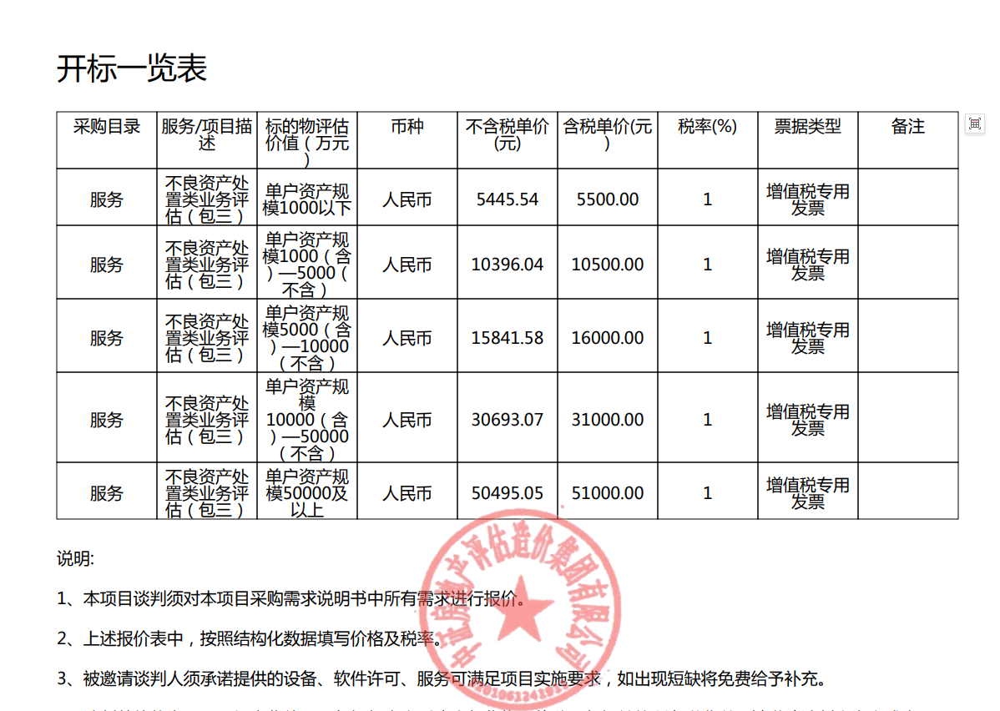 开标一览表
采购目录 服务/项目描述 标的物评估价值（万元） 币种 不含税单价(元) 含税单价(元) 税率(%) 票据类型 备注
服务 不良资产处置类业务评估（包三） 单户资产规模1000以下 人民币 5445.54 5500.00 1 增值税专用发票
服务 不良资产处置类业务评估（包三） 单户资产规模1000（含）—5000（不含） 人民币 10396.04 10500.00 1 增值税专用发票
服务 不良资产处置类业务评估（包三） 单户资产规模5000（含）—10000（不含） 人民币 15841.58 16000.00 1 增值税专用发票
服务 不良资产处置类业务评估（包三） 单户资产规模10000（含）—50000（不含） 人民币 30693.07 31000.00 1 增值税专用发票
服务 不良资产处置类业务评估（包三） 单户资产规模50000及以上 人民币 50495.05 51000.00 1 增值税专用发票
说明:
1、本项目谈判须对本项目采购需求说明书中所有需求进行报价。
2、上述报价表中，按照结构化数据填写价格及税率。
3、被邀请谈判人须承诺提供的设备、软件许可、服务可满足项目实施要求，如出现短缺将免费给予补充。
房地产评估造价集团有限公司